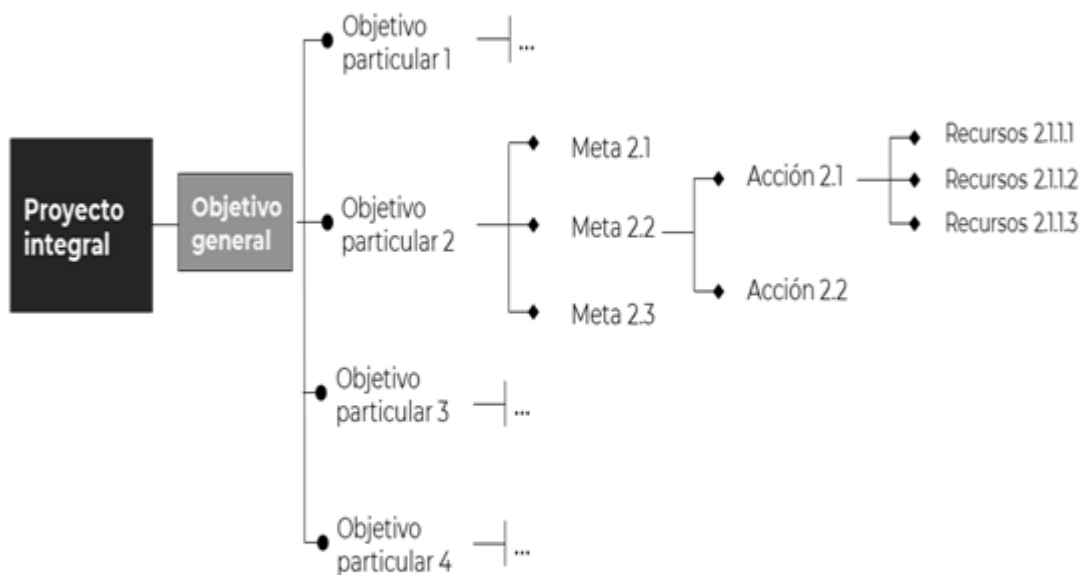 Proyecto
integral
Objetivo
general
Objetivo
particular 1
...
Objetivo
particular 2
Meta 2.1
Meta 2.2
Meta 2.3
Acción 2.1
Acción 2.2
Recursos 2.1.1.1
Recursos 2.1.1.2
Recursos 2.1.1.3
Objetivo
particular 3
...
Objetivo
particular 4
...